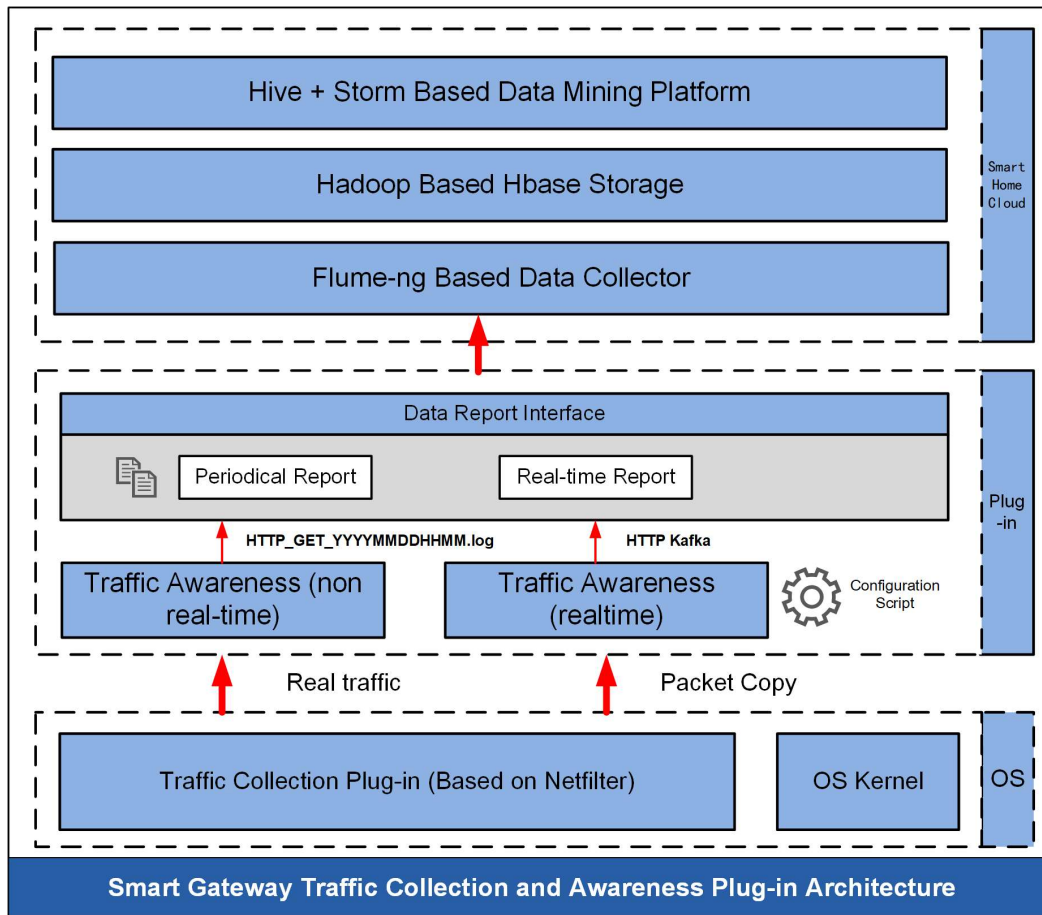 Hive + Storm Based Data Mining Platform
Hadoop Based Hbase Storage
Flume-ng Based Data Collector
Smart
Home
Cloud
Data Report Interface
Periodical Report
Real-time Report
HTTP_GET_YYYYMMDDHHMM.log
HTTP Kafka
Traffic Awareness (non
real-time)
Traffic Awareness
(realtime)
Configuration
Script
Plug
-in
Real traffic
Packet Copy
Traffic Collection Plug-in (Based on Netfilter)
OS Kernel
OS
Smart Gateway Traffic Collection and Awareness Plug-in Architecture